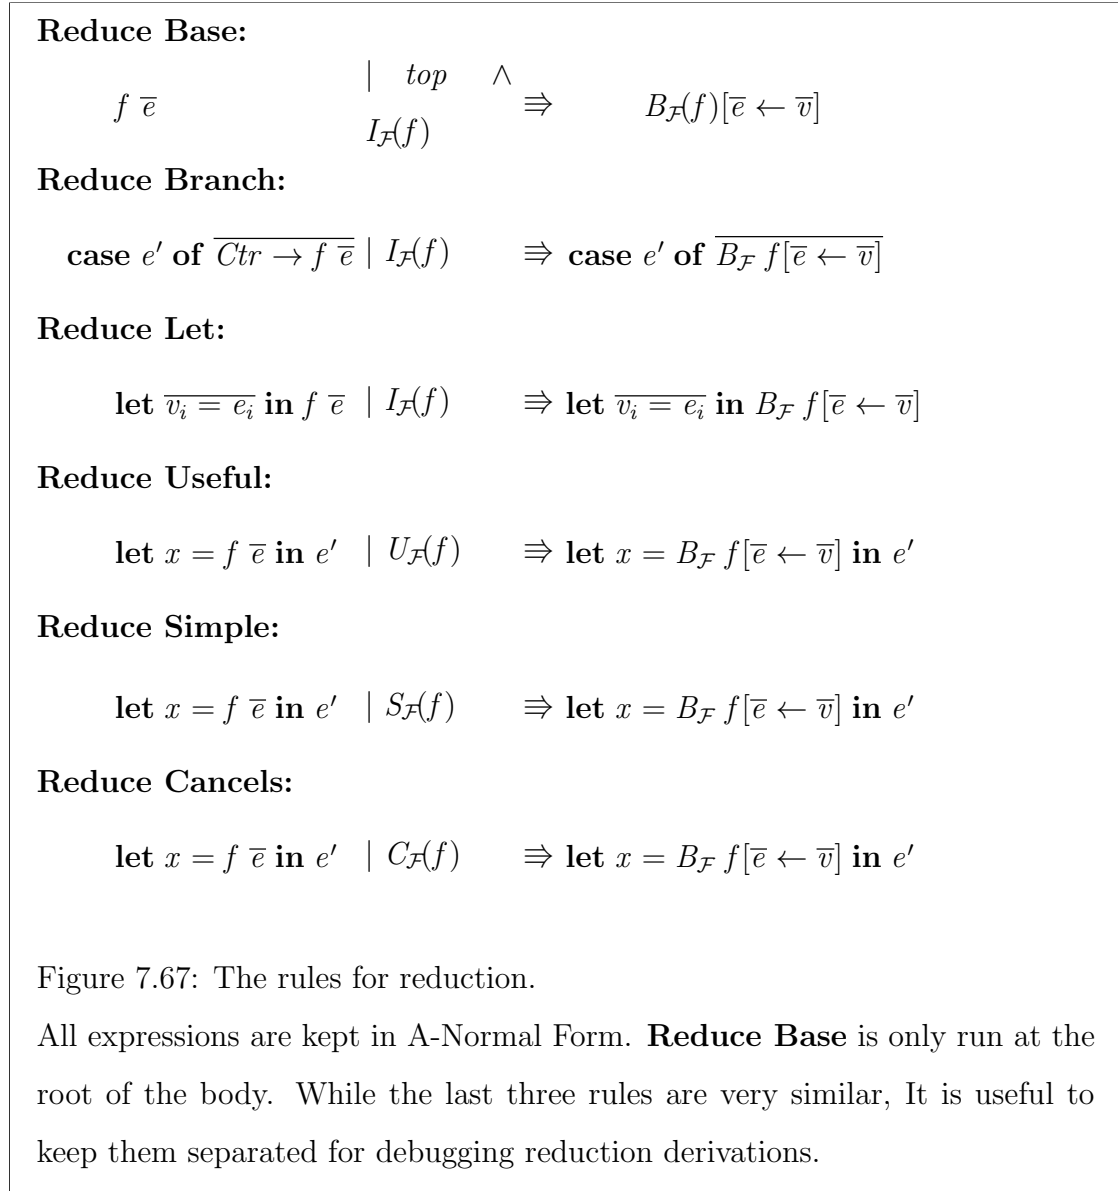 Reduce Base:
f e̅ | top ∧ I_ℱ(f) ⇛ B_ℱ(f)[e̅ ← v̅]
Reduce Branch:
case e′ of \overline{Ctr → f e̅} | I_ℱ(f) ⇛ case e′ of \overline{B_ℱ f[e̅ ← v̅]}
Reduce Let:
let \overline{v_i = e_i} in f e̅ | I_ℱ(f) ⇛ let \overline{v_i = e_i} in B_ℱ f[e̅ ← v̅]
Reduce Useful:
let x = f e̅ in e′ | U_ℱ(f) ⇛ let x = B_ℱ f[e̅ ← v̅] in e′
Reduce Simple:
let x = f e̅ in e′ | S_ℱ(f) ⇛ let x = B_ℱ f[e̅ ← v̅] in e′
Reduce Cancels:
let x = f e̅ in e′ | C_ℱ(f) ⇛ let x = B_ℱ f[e̅ ← v̅] in e′
Figure 7.67: The rules for reduction.
All expressions are kept in A-Normal Form. Reduce Base is only run at the
root of the body. While the last three rules are very similar, It is useful to
keep them separated for debugging reduction derivations.